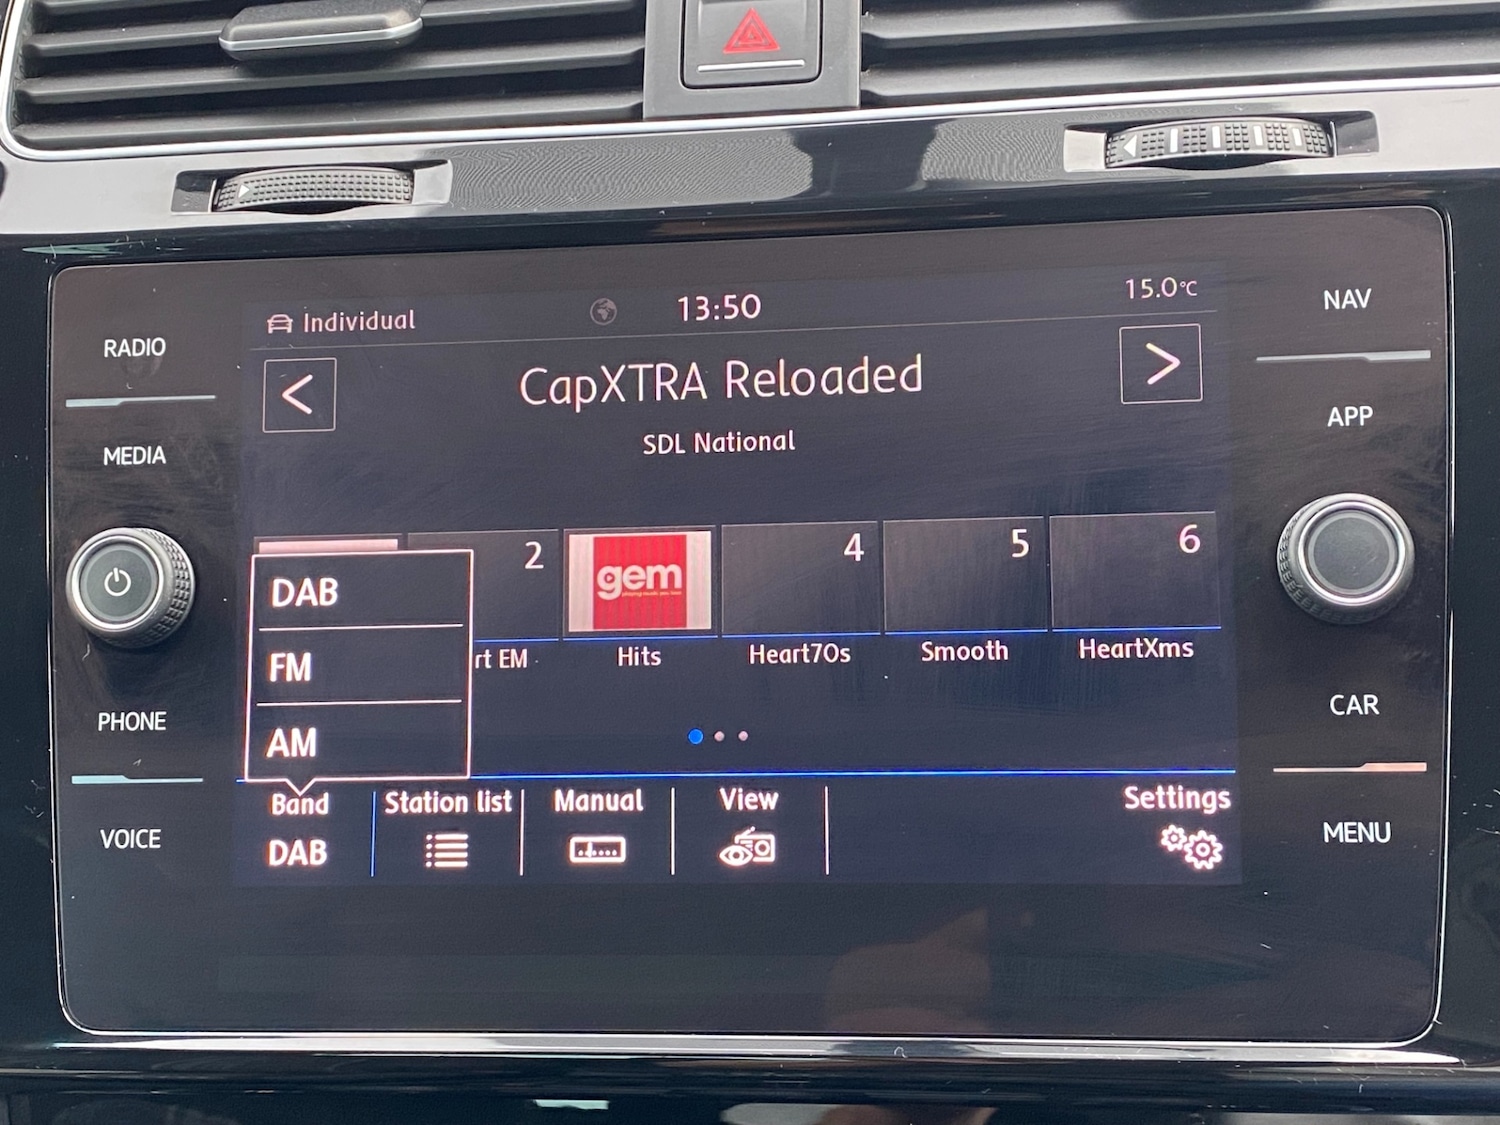 Individual
13:50
15.0°C
CapXTRA Reloaded
SDL National
RADIO
MEDIA
PHONE
VOICE
NAV
APP
CAR
MENU
2
gem
4
5
6
rt EM
Hits
Heart70s
Smooth
HeartXms
DAB
FM
AM
Band
DAB
Station list
Manual
View
Settings